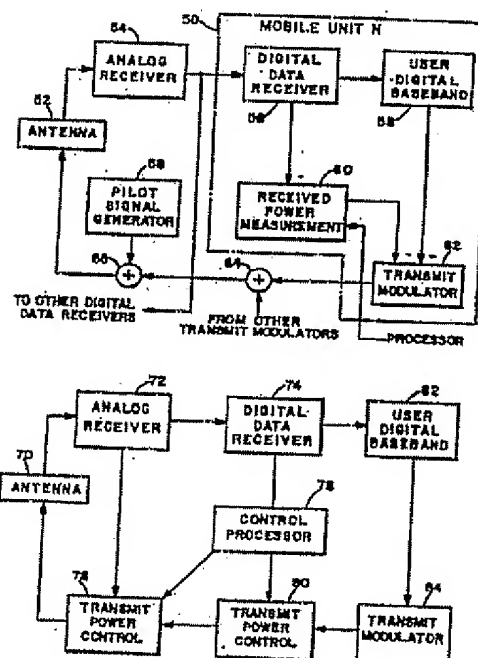 50
MOBILE UNIT N
54
ANALOG
RECEIVER
DIGITAL
DATA
RECEIVER
56
USER
DIGITAL
BASEBAND
58
52
ANTENNA
68
PILOT
SIGNAL
GENERATOR
60
RECEIVED
POWER
MEASUREMENT
66
+
64
+
62
TRANSMIT
MODULATOR
TO OTHER DIGITAL
DATA RECEIVERS
FROM OTHER
TRANSMIT MODULATORS
PROCESSOR
72
ANALOG
RECEIVER
74
DIGITAL
DATA
RECEIVER
82
USER
DIGITAL
BASEBAND
70
ANTENNA
78
CONTROL
PROCESSOR
TRANSMIT
POWER
CONTROL
80
TRANSMIT
POWER
CONTROL
84
TRANSMIT
MODULATOR